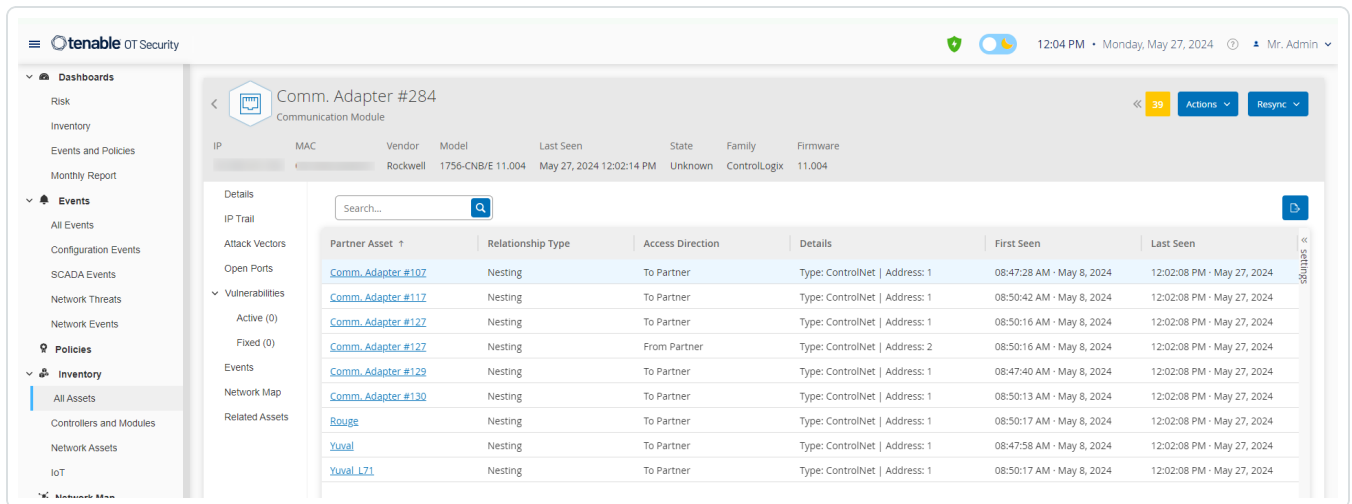 tenable OT Security
12:04 PM • Monday, May 27, 2024 Mr. Admin
Dashboards
Risk
Inventory
Events and Policies
Monthly Report
Events
All Events
Configuration Events
SCADA Events
Network Threats
Network Events
Policies
Inventory
All Assets
Controllers and Modules
Network Assets
IoT
Network Map
Comm. Adapter #284
Communication Module
39 Actions Resync
IP MAC Vendor Model Last Seen State Family Firmware
Rockwell 1756-CNB/E 11.004 May 27, 2024 12:02:14 PM Unknown ControlLogix 11.004
Details
IP Trail
Attack Vectors
Open Ports
Vulnerabilities
Active (0)
Fixed (0)
Events
Network Map
Related Assets
Search...
Partner Asset ↑ Relationship Type Access Direction Details First Seen Last Seen
Comm. Adapter #107 Nesting To Partner Type: ControlNet | Address: 1 08:47:28 AM · May 8, 2024 12:02:08 PM · May 27, 2024
Comm. Adapter #117 Nesting To Partner Type: ControlNet | Address: 1 08:50:42 AM · May 8, 2024 12:02:08 PM · May 27, 2024
Comm. Adapter #127 Nesting To Partner Type: ControlNet | Address: 1 08:50:16 AM · May 8, 2024 12:02:08 PM · May 27, 2024
Comm. Adapter #127 Nesting From Partner Type: ControlNet | Address: 2 08:50:16 AM · May 8, 2024 12:02:08 PM · May 27, 2024
Comm. Adapter #129 Nesting To Partner Type: ControlNet | Address: 1 08:47:40 AM · May 8, 2024 12:02:08 PM · May 27, 2024
Comm. Adapter #130 Nesting To Partner Type: ControlNet | Address: 1 08:50:13 AM · May 8, 2024 12:02:08 PM · May 27, 2024
Rouge Nesting To Partner Type: ControlNet | Address: 1 08:50:17 AM · May 8, 2024 12:02:08 PM · May 27, 2024
Yuval Nesting To Partner Type: ControlNet | Address: 1 08:47:58 AM · May 8, 2024 12:02:08 PM · May 27, 2024
Yuval_L71 Nesting To Partner Type: ControlNet | Address: 1 08:50:17 AM · May 8, 2024 12:02:08 PM · May 27, 2024
settings